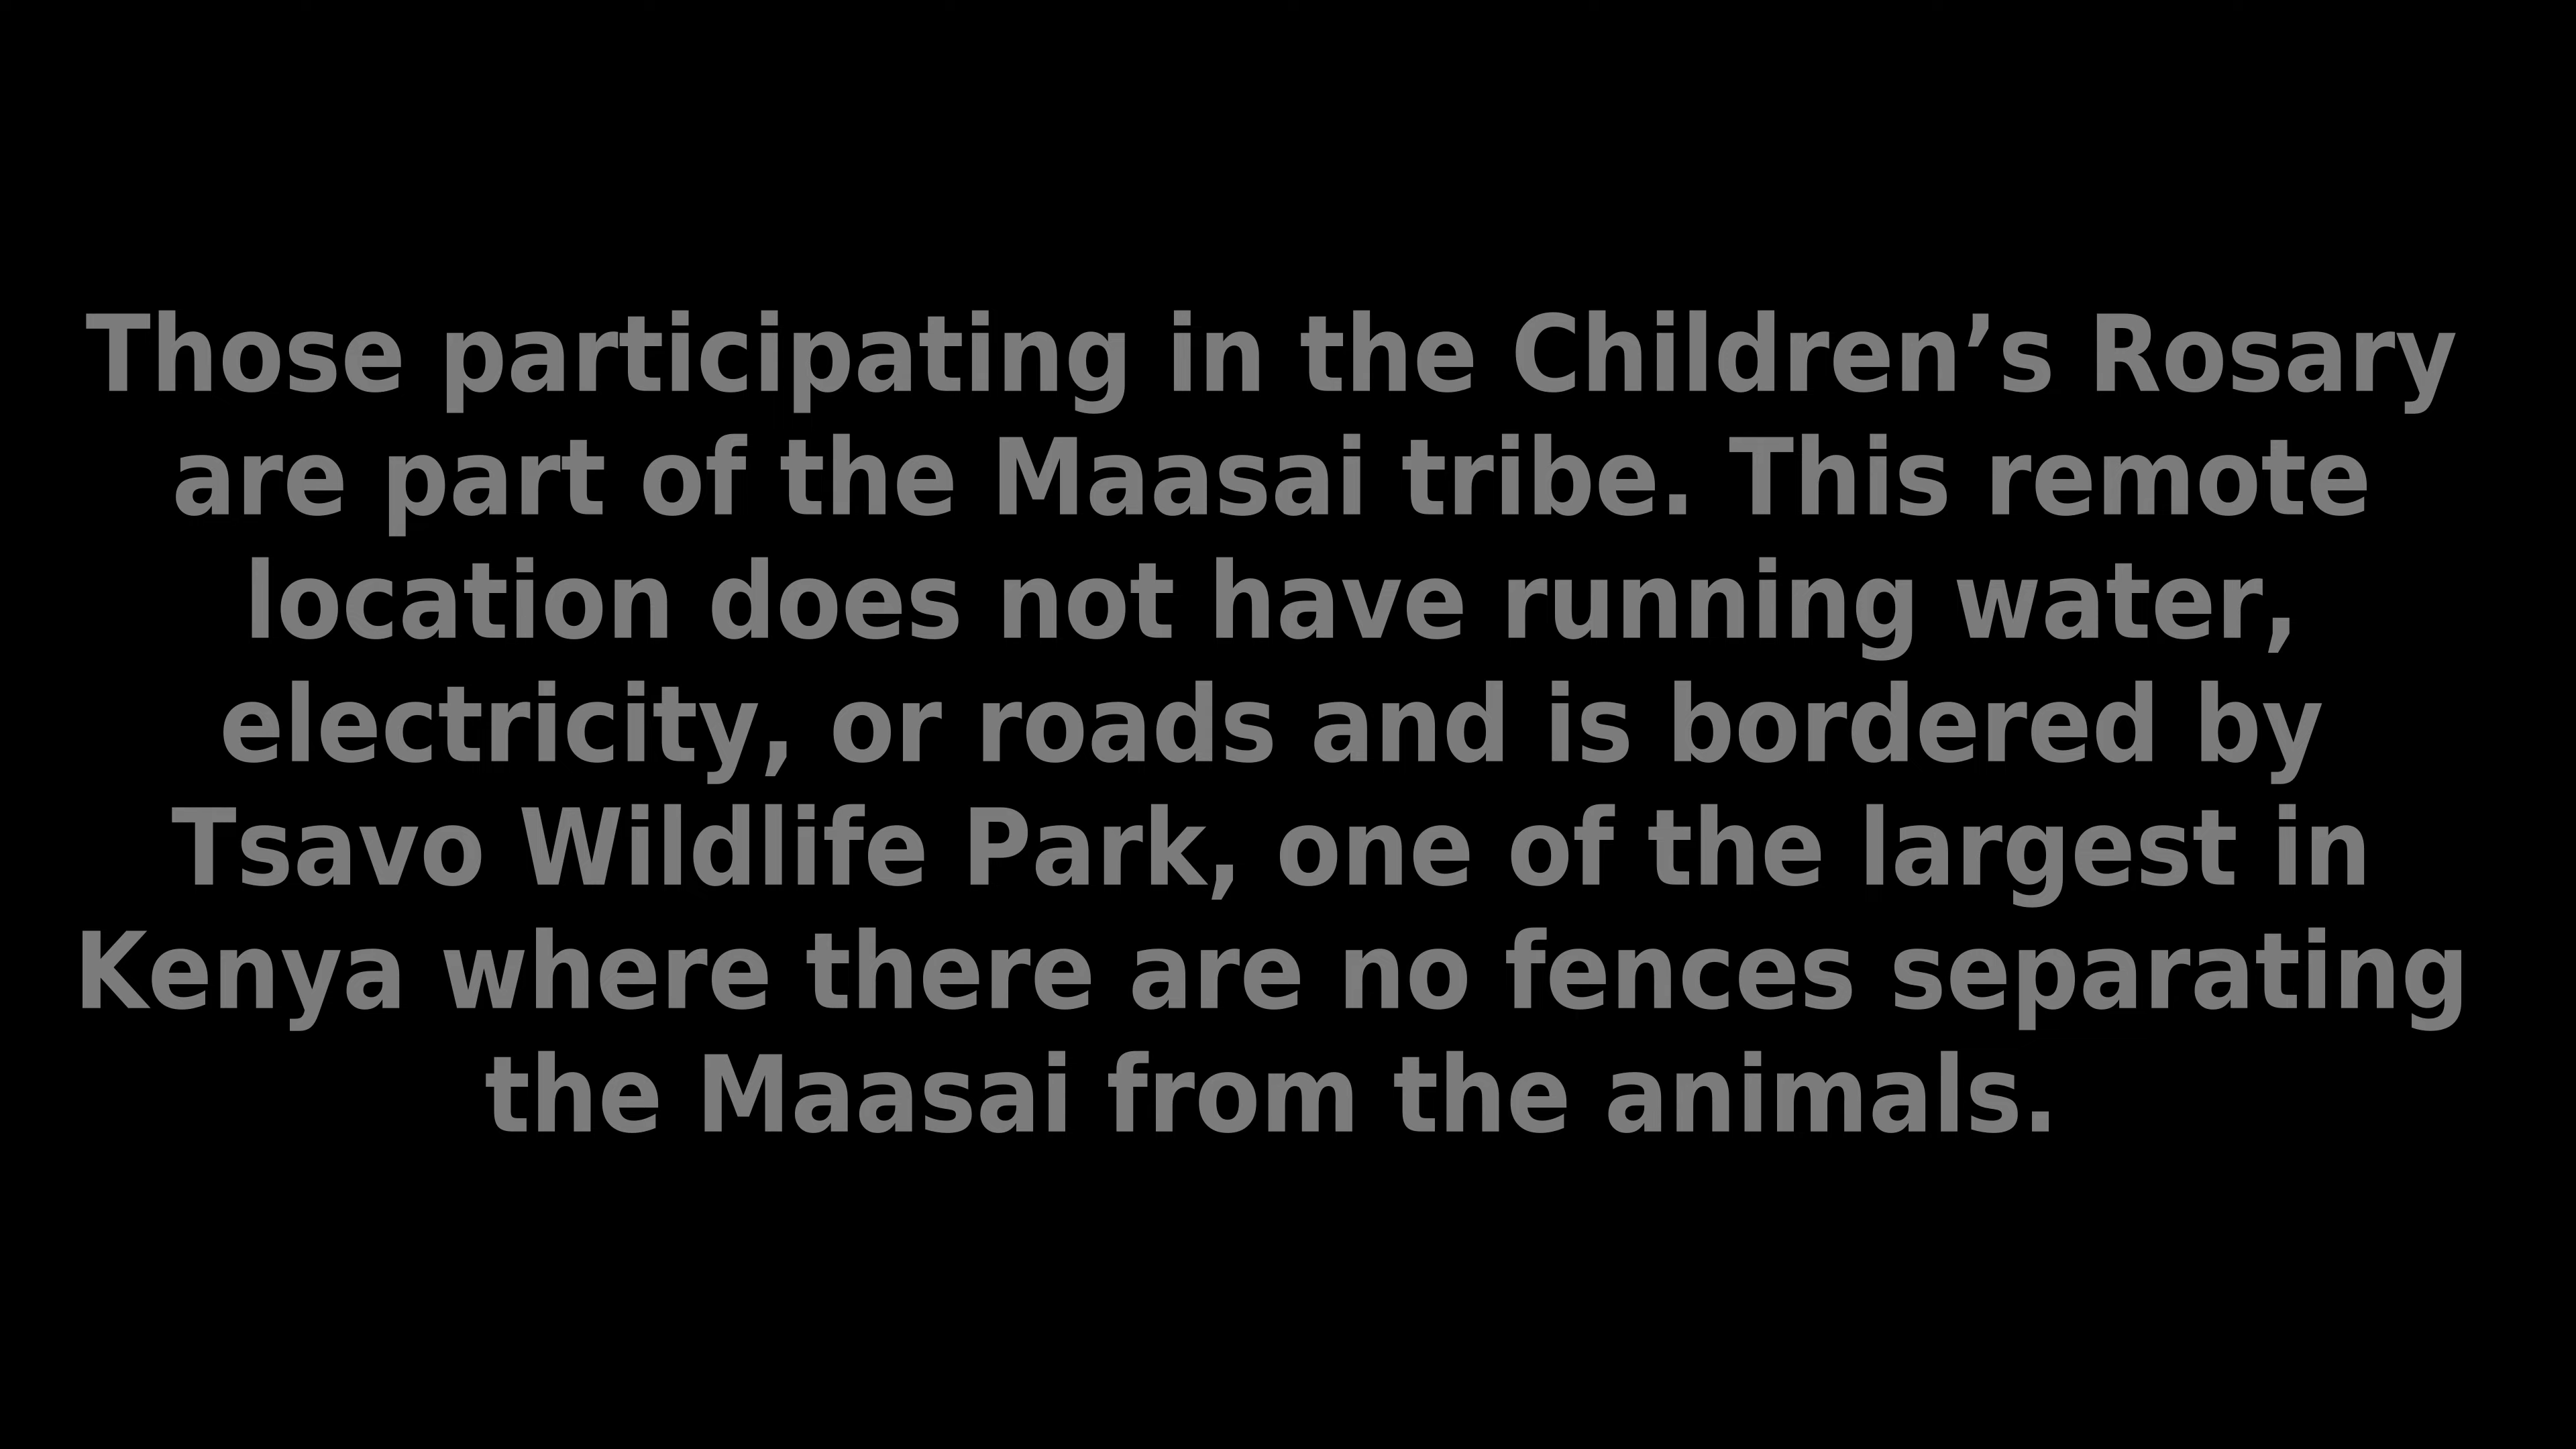 Those participating in the Children’s Rosary
are part of the Maasai tribe. This remote
location does not have running water,
electricity, or roads and is bordered by
Tsavo Wildlife Park, one of the largest in
Kenya where there are no fences separating
the Maasai from the animals.